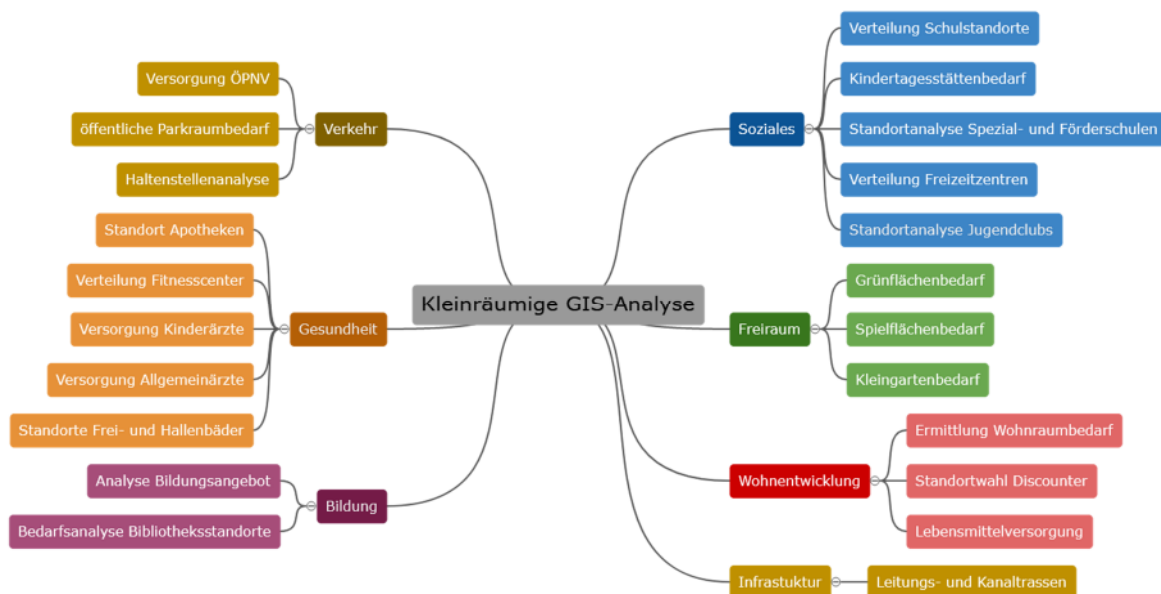 Kleinräumige GIS-Analyse
Verkehr
Versorgung ÖPNV
öffentliche Parkraumbedarf
Haltenstellenanalyse
Gesundheit
Standort Apotheken
Verteilung Fitnesscenter
Versorgung Kinderärzte
Versorgung Allgemeinärzte
Standorte Frei- und Hallenbäder
Bildung
Analyse Bildungsangebot
Bedarfsanalyse Bibliotheksstandorte
Soziales
Verteilung Schulstandorte
Kindertagesstättenbedarf
Standortanalyse Spezial- und Förderschulen
Verteilung Freizeitzentren
Standortanalyse Jugendclubs
Freiraum
Grünflächenbedarf
Spielflächenbedarf
Kleingartenbedarf
Wohnentwicklung
Ermittlung Wohnraumbedarf
Standortwahl Discounter
Lebensmittelversorgung
Infrastuktur
Leitungs- und Kanaltrassen